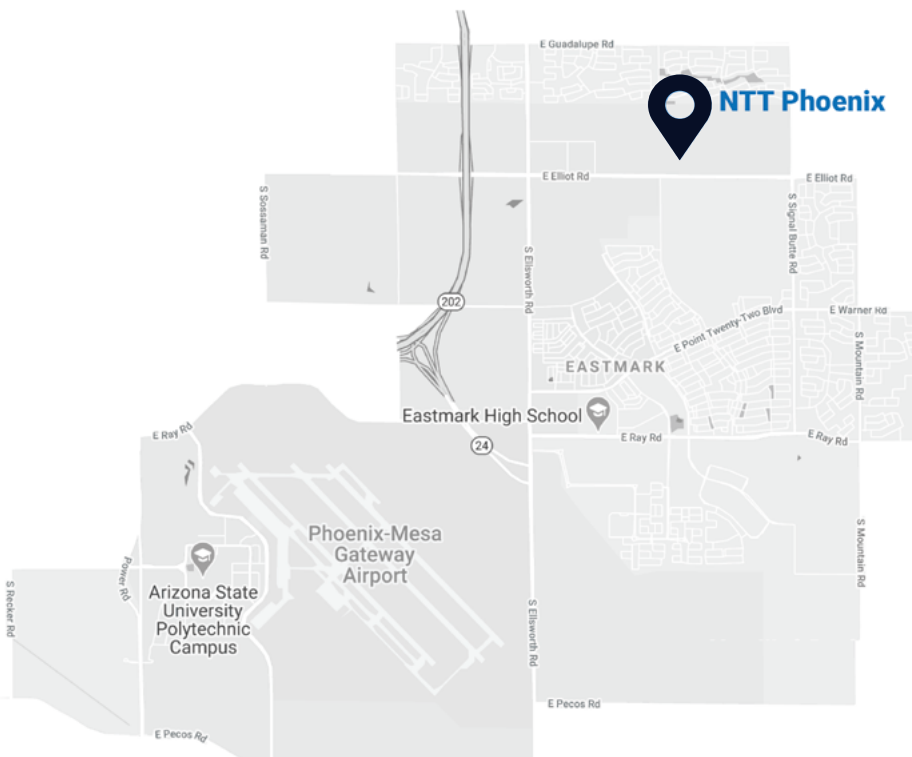 E Guadalupe Rd
NTT Phoenix
E Elliot Rd
E Elliot Rd
S Sossaman Rd
S Ellsworth Rd
S Signal Butte Rd
202
E Point Twenty-Two Blvd
E Warner Rd
S Mountain Rd
EASTMARK
Eastmark High School
E Ray Rd
24
E Ray Rd
E Ray Rd
Phoenix-Mesa
Gateway
Airport
S Mountain Rd
Power Rd
S Recker Rd
Arizona State
University
Polytechnic
Campus
S Ellsworth Rd
E Pecos Rd
E Pecos Rd